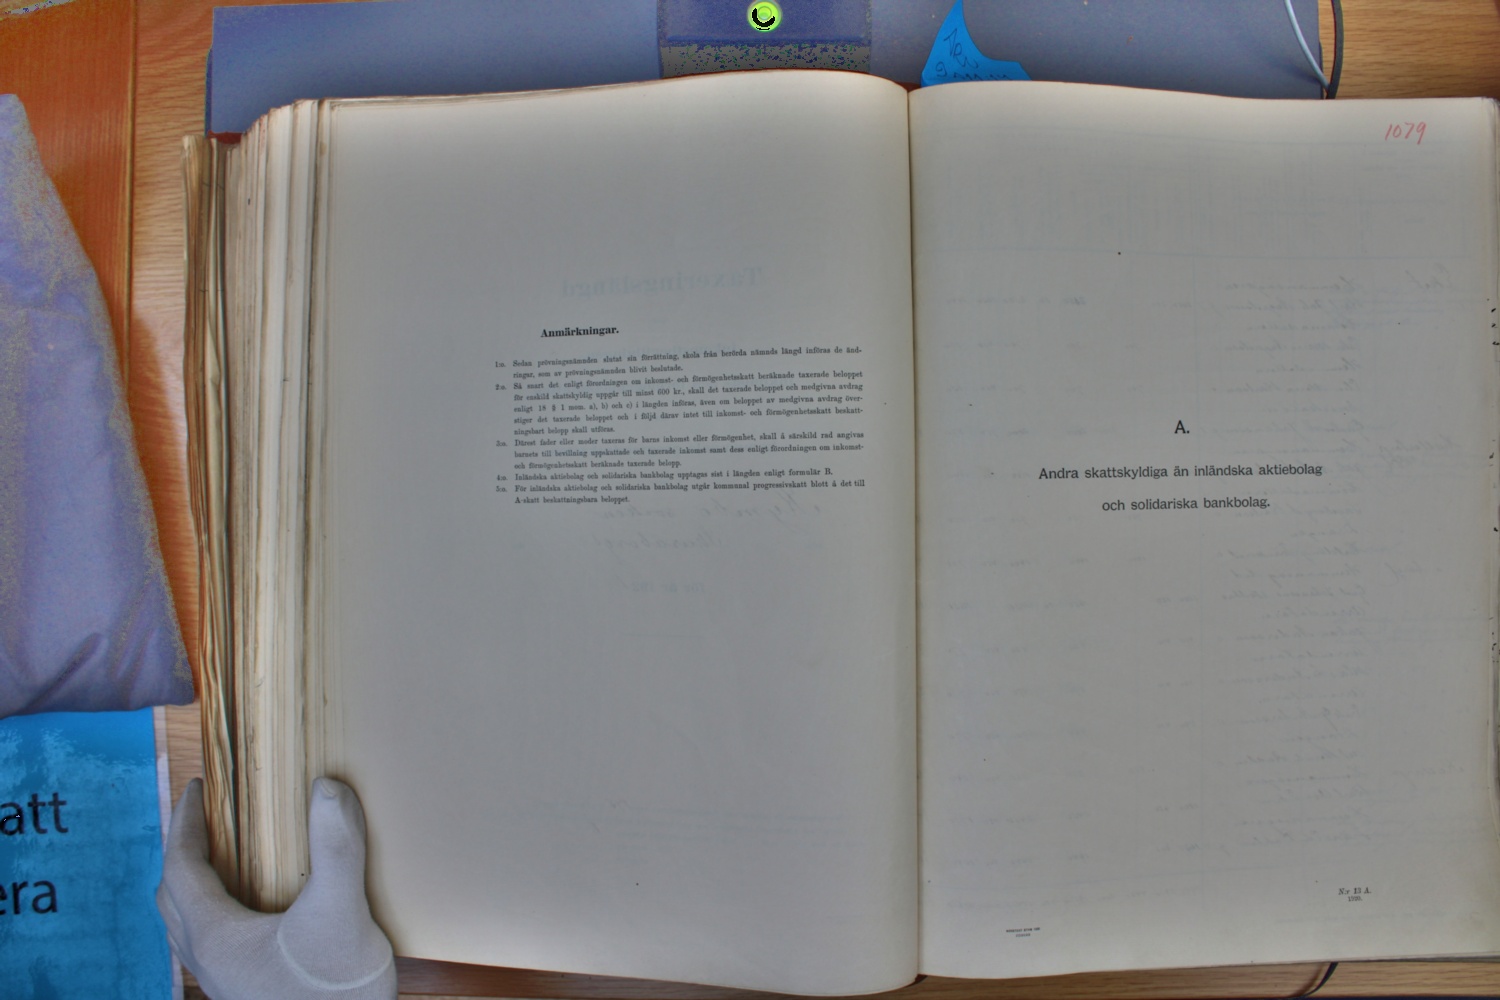 Anmärkningar.
1:o. Sedan prövningsnämnden slutat sin förrättning, skola från berörda nämnds längd införas de änd-
ringar, som av prövningsnämnden blivit beslutade.
2:o. Så snart det enligt förordningen om inkomst- och förmögenhetsskatt beräknade taxerade beloppet
för enskild skattskyldig uppgår till minst 600 kr., skall det taxerade beloppet och medgivna avdrag
enligt 18 § 1 mom. a), b) och c) i längden införas, även om beloppet av medgivna avdrag över-
stiger det taxerade beloppet och i följd därav intet till inkomst- och förmögenhetsskatt beskatt-
ningsbart belopp skall utföras.
3:o. Därest fader eller moder taxeras för barns inkomst eller förmögenhet, skall å särskild rad angivas
barnets till bevillning uppskattade och taxerade inkomst samt dess enligt förordningen om inkomst-
och förmögenhetsskatt beräknade taxerade belopp.
4:o. Inländska aktiebolag och solidariska bankbolag upptagas sist i längden enligt formulär B.
5:o. För inländska aktiebolag och solidariska bankbolag utgår kommunal progressivskatt blott å det till
A-skatt beskattningsbara beloppet.
1079
A.
Andra skattskyldiga än inländska aktiebolag
och solidariska bankbolag.
N:r 13 A.
att
era